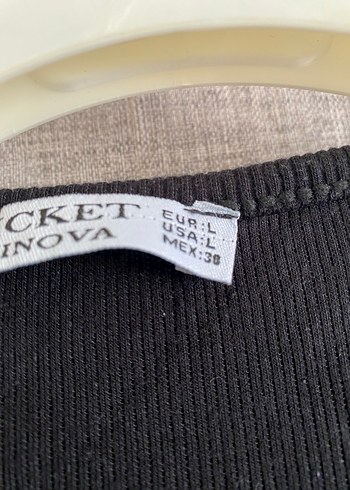 CKET
INOVA
EUR:L
USA:L
MEX:38